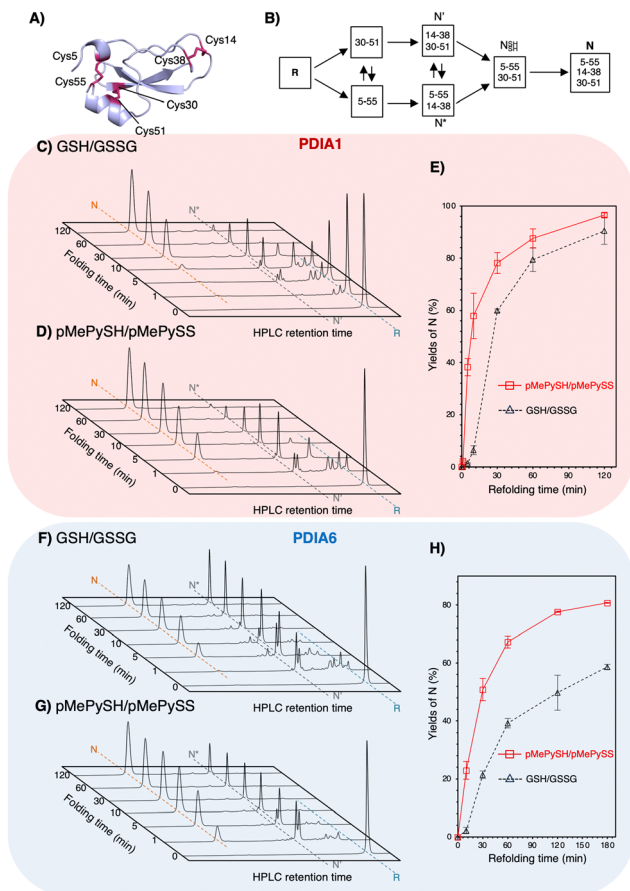 A)
Cys5
Cys14
Cys38
Cys55
Cys30
Cys51
B)
R
30-51
5-55
N'
14-38
30-51
5-55
14-38
N*
5-55
30-51
N
5-55
14-38
30-51
C) GSH/GSSG
PDIA1
N
N*
120
60
30
10
5
1
0
Folding time (min)
HPLC retention time
N'
R
D) pMePySH/pMePySS
N
N*
120
60
30
10
5
1
0
Folding time (min)
HPLC retention time
N'
R
E)
100
80
60
40
20
0
Yields of N (%)
pMePySH/pMePySS
GSH/GSSG
0
30
60
90
120
Refolding time (min)
F) GSH/GSSG
PDIA6
N
N*
120
60
30
10
5
1
0
Folding time (min)
HPLC retention time
N'
R
G) pMePySH/pMePySS
N
N*
120
60
30
10
5
1
0
Folding time (min)
HPLC retention time
N'
R
H)
80
60
40
20
0
Yields of N (%)
pMePySH/pMePySS
GSH/GSSG
0
30
60
90
120
150
180
Refolding time (min)